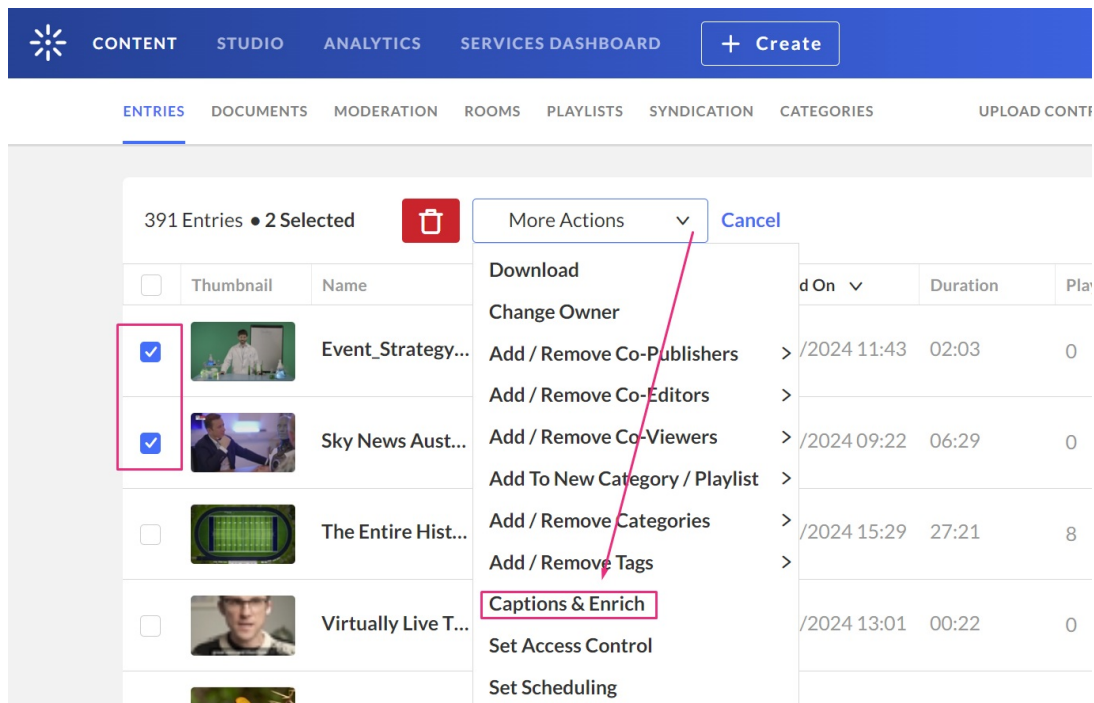 CONTENT STUDIO ANALYTICS SERVICES DASHBOARD + Create
ENTRIES DOCUMENTS MODERATION ROOMS PLAYLISTS SYNDICATION CATEGORIES UPLOAD CONTR
391 Entries • 2 Selected More Actions Cancel
Thumbnail Name d On Duration Pla
Event_Strategy... /2024 11:43 02:03 0
Sky News Aust... /2024 09:22 06:29 0
The Entire Hist... /2024 15:29 27:21 8
Virtually Live T... /2024 13:01 00:22 0
Download
Change Owner
Add / Remove Co-Publishers
Add / Remove Co-Editors
Add / Remove Co-Viewers
Add To New Category / Playlist
Add / Remove Categories
Add / Remove Tags
Captions & Enrich
Set Access Control
Set Scheduling